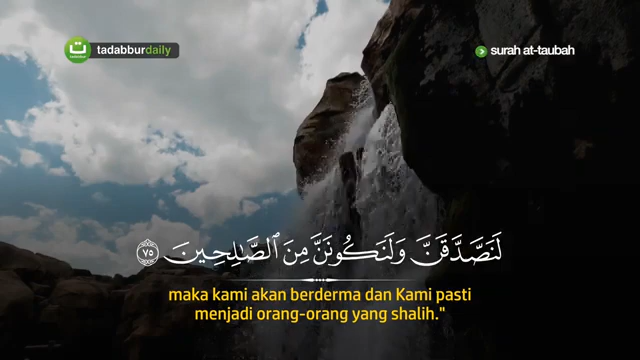 ت
tadabbur
tadabburdaily
surah at-taubah
لَنَصَّدَّقَنَّ وَلَنَكُونَنَّ مِنَ ٱلصَّـٰلِحِينَ ٧٥
maka kami akan berderma dan Kami pasti
menjadi orang-orang yang shalih."